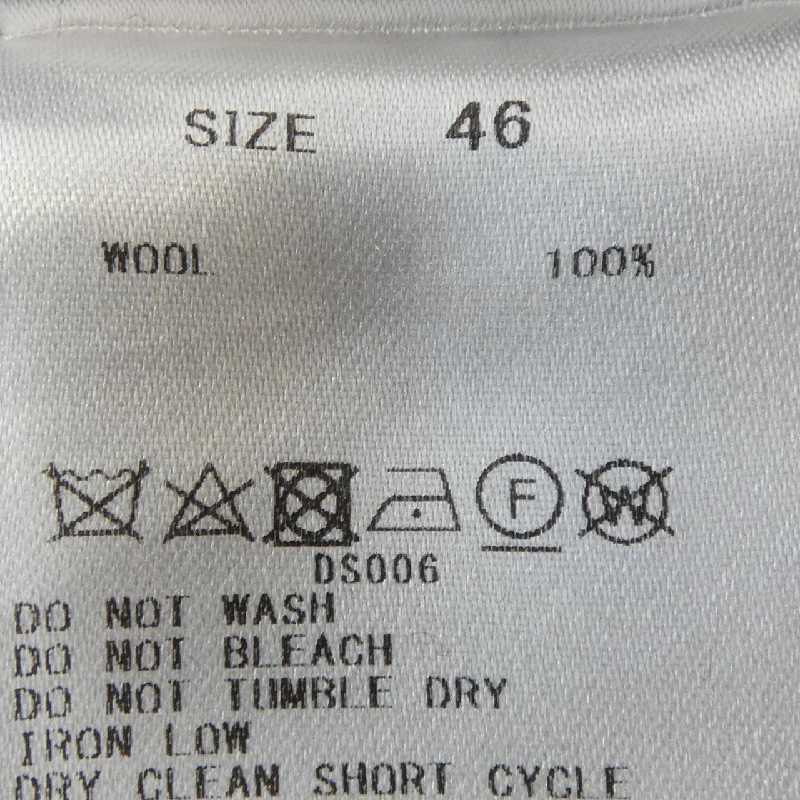 SIZE 46
WOOL 100%
F W
DS006
DO NOT WASH
DO NOT BLEACH
DO NOT TUMBLE DRY
IRON LOW
DRY CLEAN SHORT CYCLE